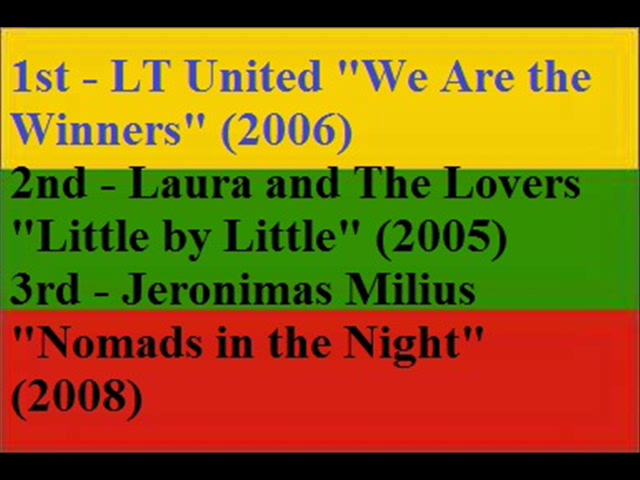 1st - LT United "We Are the
Winners" (2006)
2nd - Laura and The Lovers
"Little by Little" (2005)
3rd - Jeronimas Milius
"Nomads in the Night"
(2008)